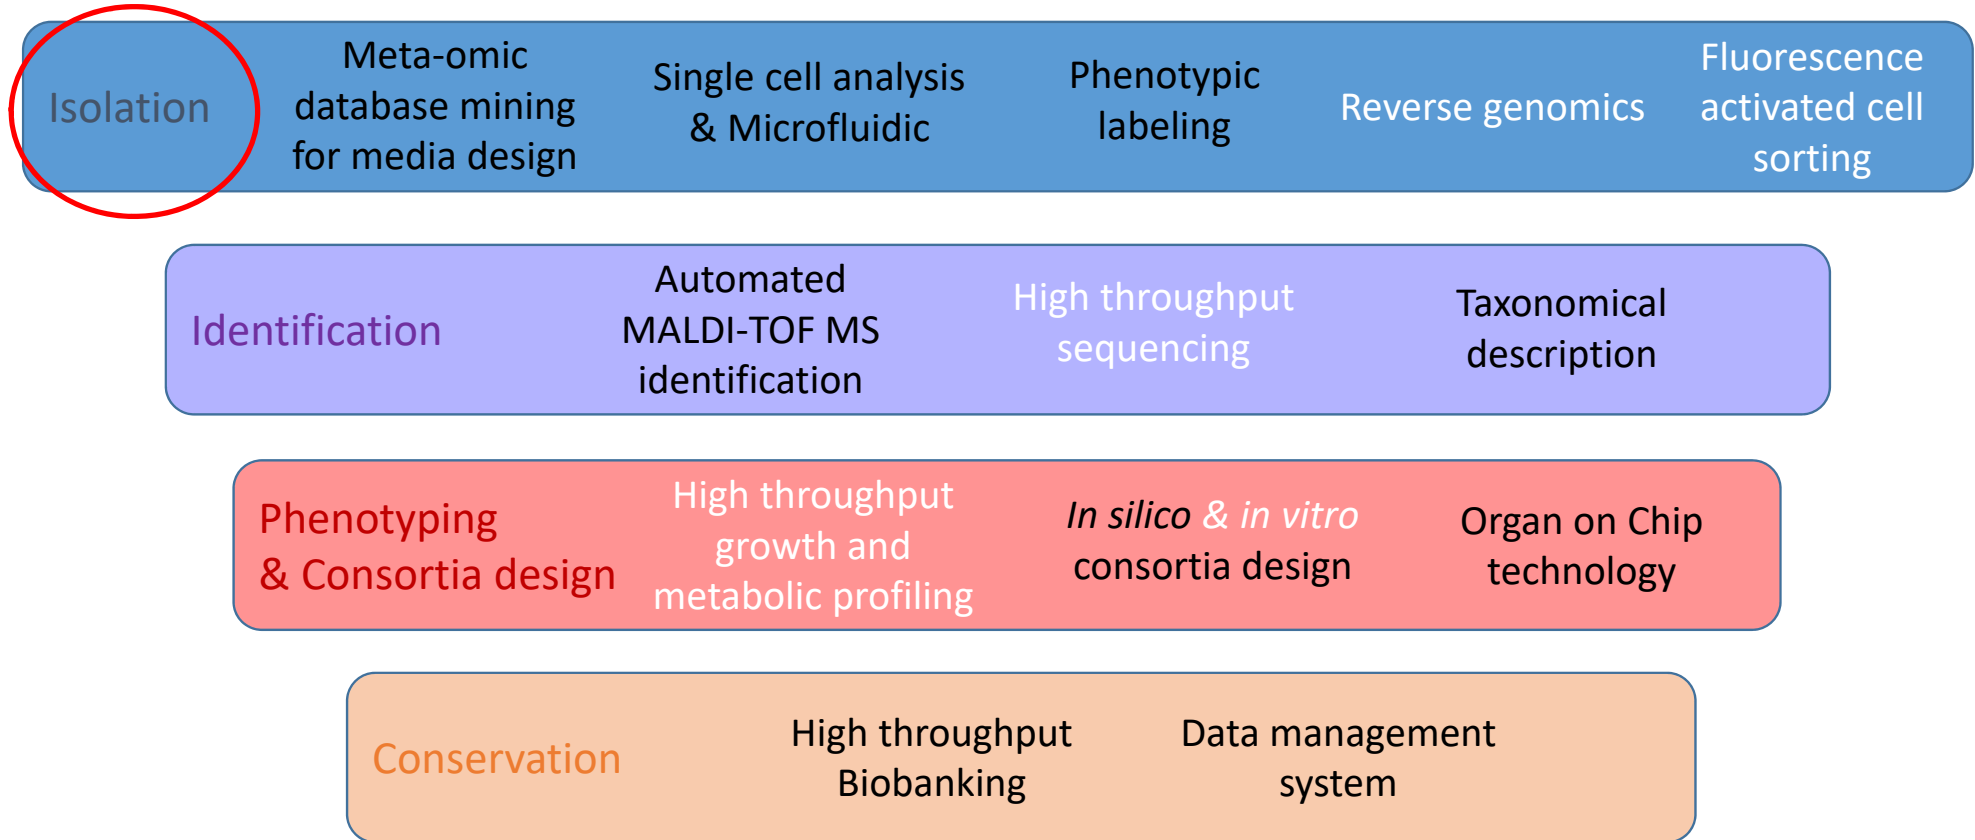 Isolation
Meta-omic
database mining
for media design
Single cell analysis
& Microfluidic
Phenotypic
labeling
Reverse genomics
Fluorescence
activated cell
sorting
Identification
Automated
MALDI-TOF MS
identification
High throughput
sequencing
Taxonomical
description
Phenotyping
& Consortia design
High throughput
growth and
metabolic profiling
In silico & in vitro
consortia design
Organ on Chip
technology
Conservation
High throughput
Biobanking
Data management
system